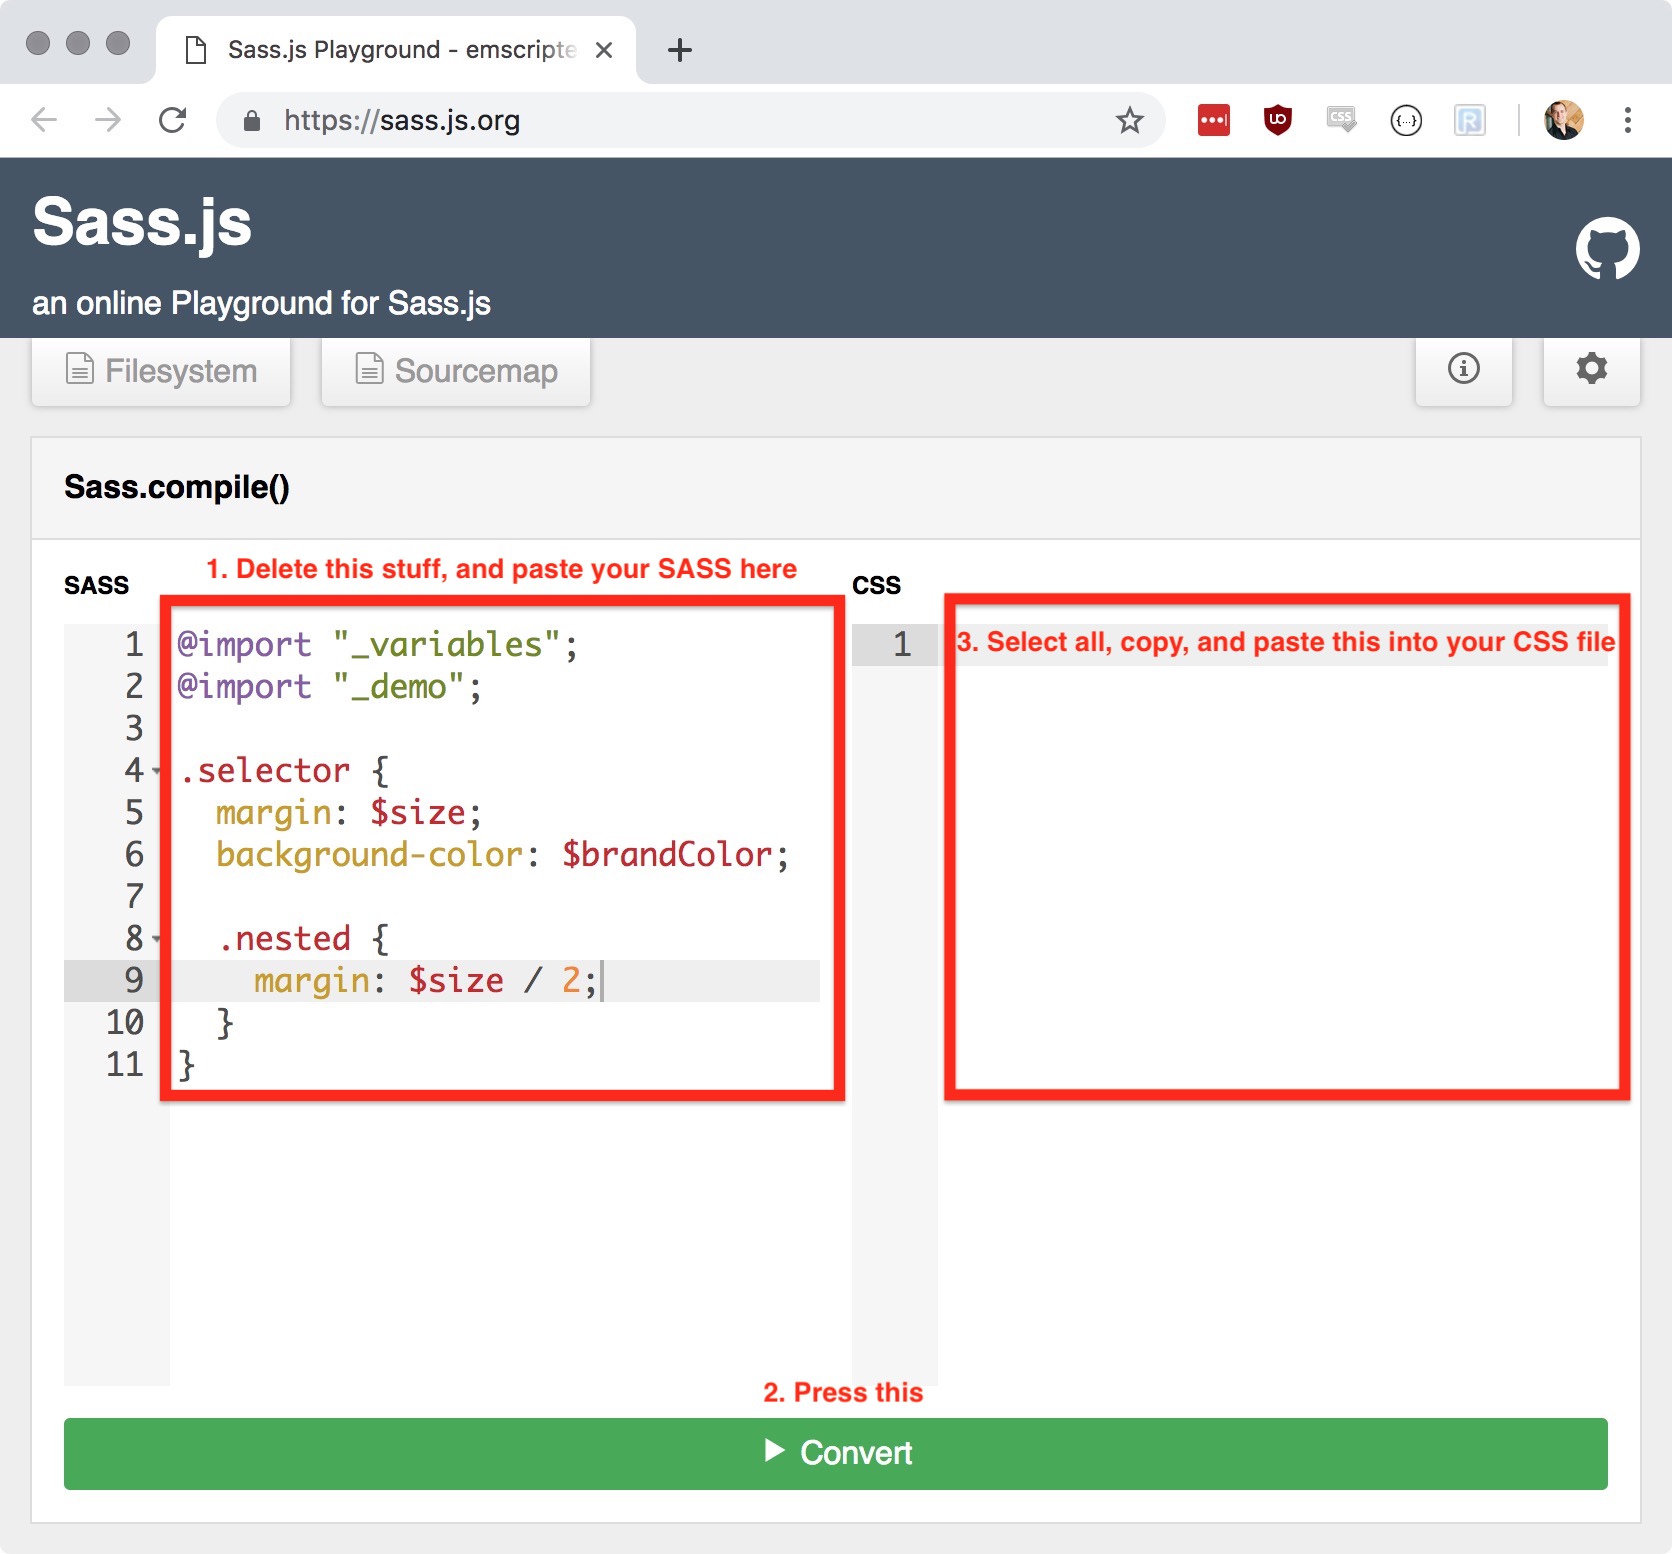 Sass.js Playground - emscripte
https://sass.js.org
CSS
{...}
R
Sass.js
an online Playground for Sass.js
Filesystem
Sourcemap
Sass.compile()
1. Delete this stuff, and paste your SASS here
SASS
1 @import "_variables";
2 @import "_demo";
3
4 .selector {
5 margin: $size;
6 background-color: $brandColor;
7
8 .nested {
9 margin: $size / 2;
10 }
11 }
CSS
1
3. Select all, copy, and paste this into your CSS file
2. Press this
Convert